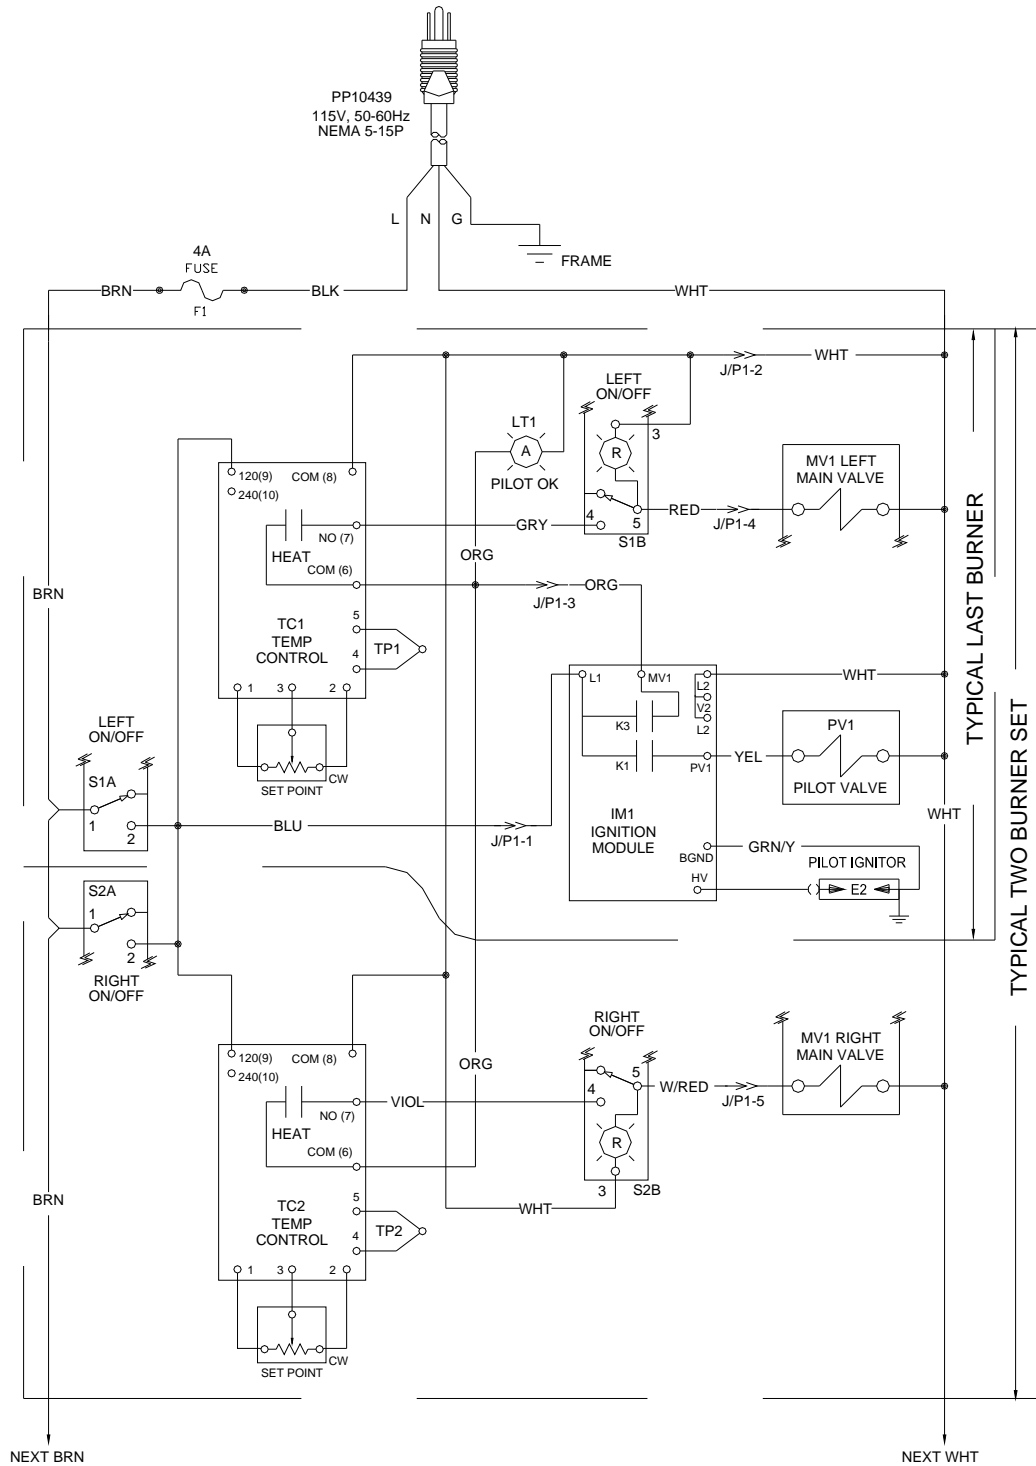 PP10439
115V, 50-60Hz
NEMA 5-15P
L N G
FRAME
4A
FUSE
F1
BRN
BLK
WHT
J/P1-2
WHT
LEFT
ON/OFF
R
3
4
5
S1B
LT1
A
PILOT OK
RED
J/P1-4
MV1 LEFT
MAIN VALVE
120(9)
COM (8)
240(10)
NO (7)
HEAT
COM (6)
GRY
ORG
J/P1-3
ORG
BRN
TC1
TEMP
CONTROL
5
4
TP1
1
3
2
CW
SET POINT
LEFT
ON/OFF
S1A
1
2
BLU
J/P1-1
L1
MV1
L2
V2
L2
K3
K1
PV1
IM1
IGNITION
MODULE
BGND
HV
WHT
YEL
PV1
PILOT VALVE
WHT
GRN/Y
PILOT IGNITOR
E2
TYPICAL LAST BURNER
TYPICAL TWO BURNER SET
S2A
1
2
RIGHT
ON/OFF
120(9)
COM (8)
240(10)
NO (7)
HEAT
COM (6)
VIOL
ORG
RIGHT
ON/OFF
5
4
R
3
S2B
W/RED
J/P1-5
MV1 RIGHT
MAIN VALVE
BRN
TC2
TEMP
CONTROL
5
4
TP2
WHT
1
3
2
CW
SET POINT
NEXT BRN
NEXT WHT